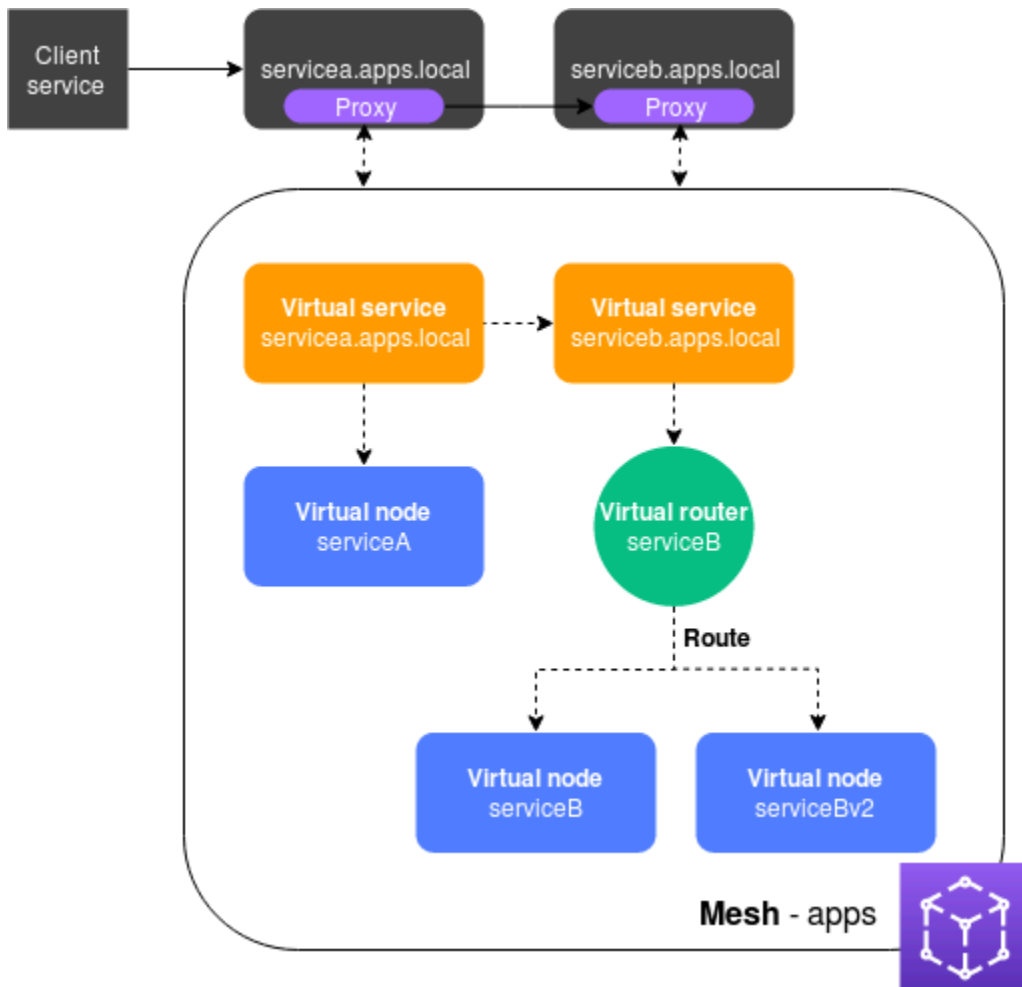 Client
service
servicea.apps.local
Proxy
serviceb.apps.local
Proxy
Virtual service
servicea.apps.local
Virtual service
serviceb.apps.local
Virtual node
serviceA
Virtual router
serviceB
Route
Virtual node
serviceB
Virtual node
serviceBv2
Mesh - apps